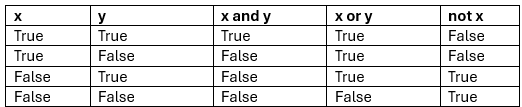 x y x and y x or y not x
True True True True False
True False False True False
False True False True True
False False False False True